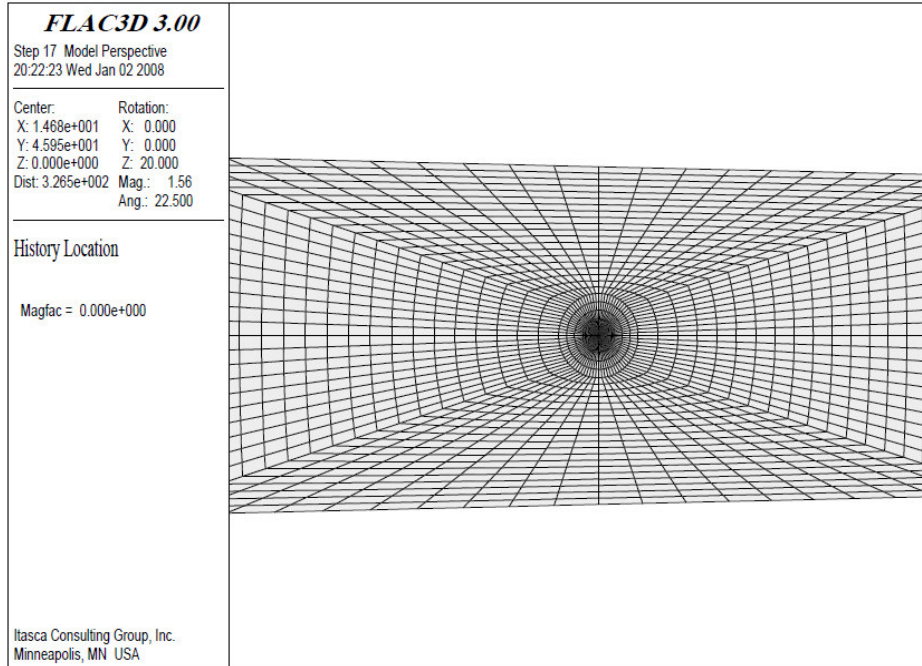 FLAC3D 3.00
Step 17 Model Perspective
20:22:23 Wed Jan 02 2008
Center: Rotation:
X: 1.468e+001 X: 0.000
Y: 4.595e+001 Y: 0.000
Z: 0.000e+000 Z: 20.000
Dist: 3.265e+002 Mag.: 1.56
Ang.: 22.500
History Location
Magfac = 0.000e+000
Itasca Consulting Group, Inc.
Minneapolis, MN USA